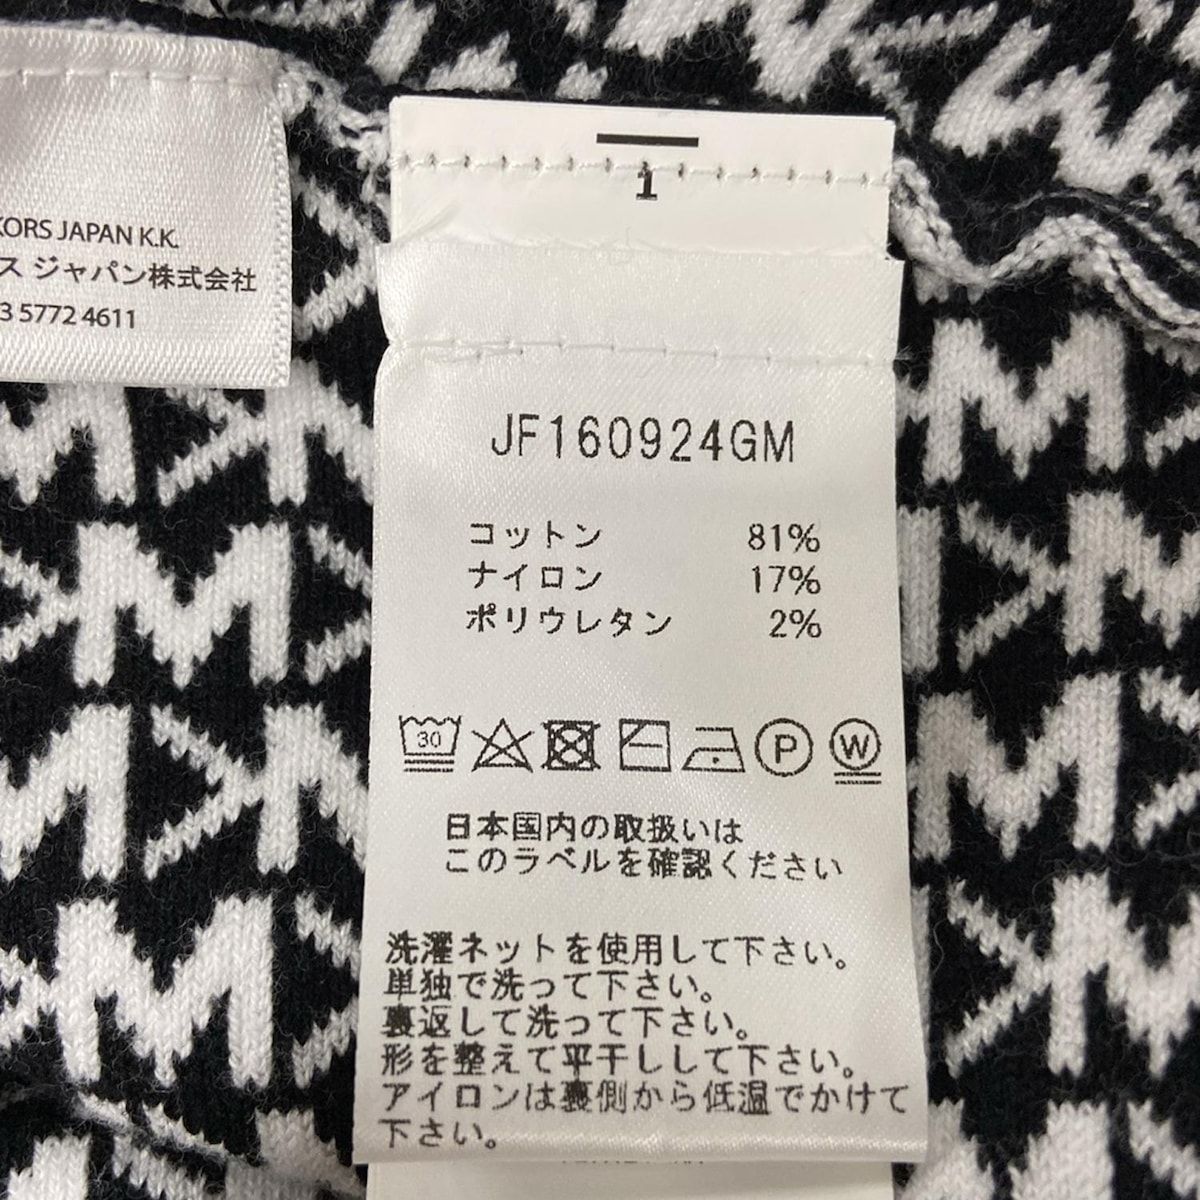 KORS JAPAN K.K.
ス ジャパン株式会社
3 5772 4611
1
JF160924GM
コットン 81%
ナイロン 17%
ポリウレタン 2%
30
P
W
日本国内の取扱いは
このラベルを確認ください
洗濯ネットを使用して下さい。
単独で洗って下さい。
裏返して洗って下さい。
形を整えて平干しして下さい。
アイロンは裏側から低温でかけて
下さい。